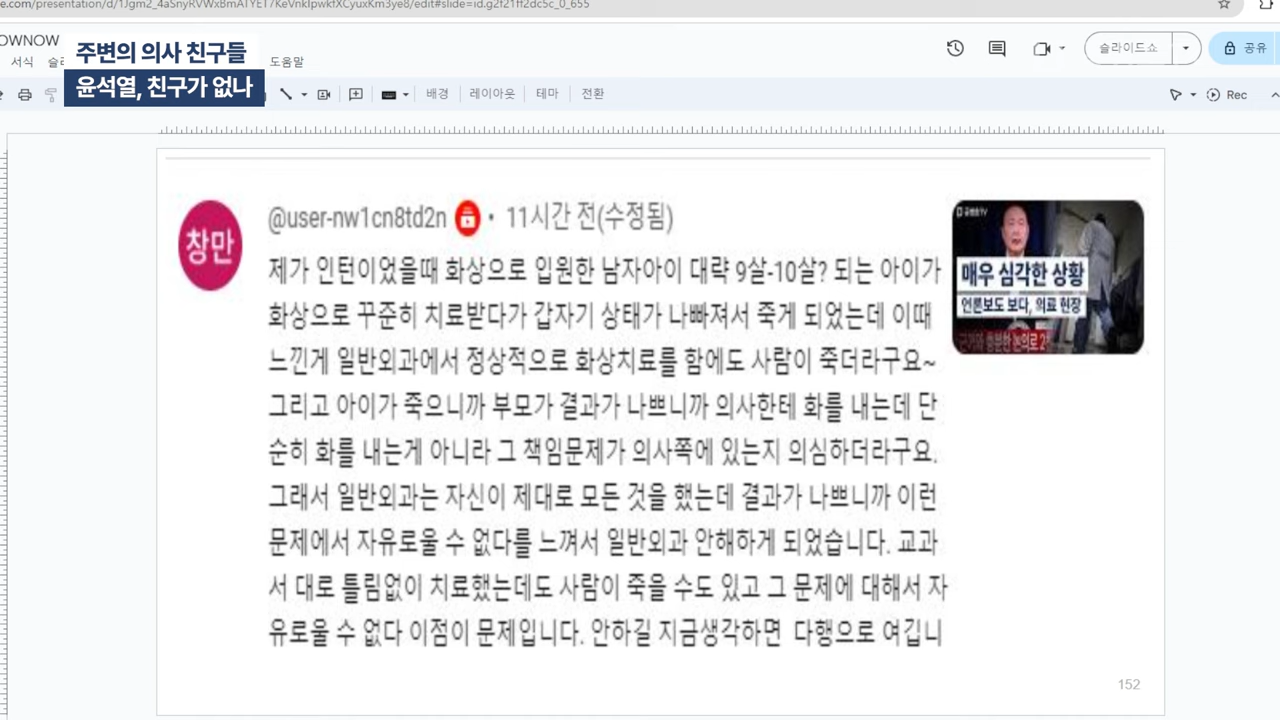 e.com/presentation/d/1Jgm2_4aSnyRVWxBmATYET7KeVnkIpwkfXCyuxKm3ye8/edit#slide=id.g2f21ff2dc5c_0_655
OWNOW
주변의 의사 친구들
윤석열, 친구가 없나
서식
도움말
슬라이드쇼
공유
배경
레이아웃
테마
전환
Rec
창만
@user-nw1cn8td2n • 11시간 전(수정됨)
제가 인턴이었을때 화상으로 입원한 남자아이 대략 9살-10살? 되는 아이가
화상으로 꾸준히 치료받다가 갑자기 상태가 나빠져서 죽게 되었는데 이때
느낀게 일반외과에서 정상적으로 화상치료를 함에도 사람이 죽더라구요~
그리고 아이가 죽으니까 부모가 결과가 나쁘니까 의사한테 화를 내는데 단
순히 화를 내는게 아니라 그 책임문제가 의사쪽에 있는지 의심하더라구요.
그래서 일반외과는 자신이 제대로 모든 것을 했는데 결과가 나쁘니까 이런
문제에서 자유로울 수 없다를 느껴서 일반외과 안해하게 되었습니다. 교과
서 대로 틀림없이 치료했는데도 사람이 죽을 수도 있고 그 문제에 대해서 자
유로울 수 없다 이점이 문제입니다. 안하길 지금생각하면 다행으로 여깁니
매우 심각한 상황
언론보도 보다, 의료 현장
152